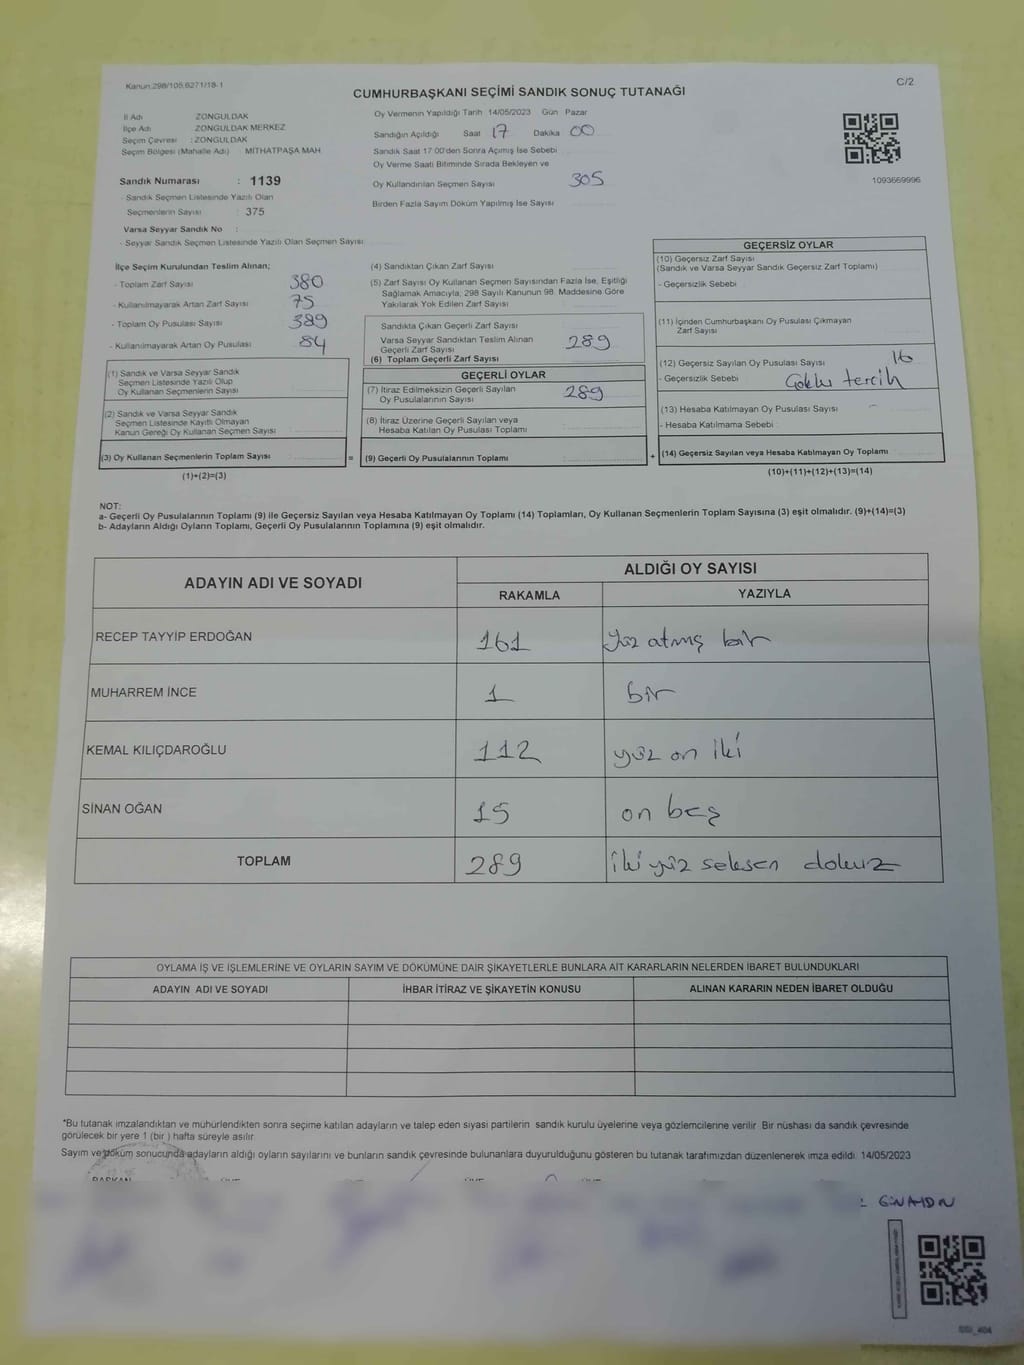 Kanun.298/105,6271/18-1
C/2
CUMHURBAŞKANI SEÇİMİ SANDIK SONUÇ TUTANAĞI
İl Adı ZONGULDAK
İlçe Adı ZONGULDAK MERKEZ
Seçim Çevresi : ZONGULDAK
Seçim Bölgesi (Mahalle Adı) MİTHATPAŞA MAH
Sandık Numarası : 1139
- Sandık Seçmen Listesinde Yazılı Olan
Seçmenlerin Sayısı : 375
Varsa Seyyar Sandık No :
- Seyyar Sandık Seçmen Listesinde Yazılı Olan Seçmen Sayısı
Oy Vermenin Yapıldığı Tarih 14/05/2023 Gün Pazar
Sandığın Açıldığı Saat 17 Dakika 00
Sandık Saat 17:00'den Sonra Açımış İse Sebebi
Oy Verme Saati Bitiminde Sırada Bekleyen ve
Oy Kullandırılan Seçmen Sayısı 305
Birden Fazla Sayım Döküm Yapılmış İse Sayısı
1093669996
İlçe Seçim Kurulundan Teslim Alınan;
- Toplam Zarf Sayısı 380
- Kullanılmayarak Artan Zarf Sayısı 75
- Toplam Oy Pusulası Sayısı 389
- Kullanılmayarak Artan Oy Pusulası 84
(1) Sandık ve Varsa Seyyar Sandık
Seçmen Listesinde Yazılı Olup
Oy Kullanan Seçmenlerin Sayısı
(2) Sandık ve Varsa Seyyar Sandık
Seçmen Listesinde Kayıtlı Olmayan
Kanun Gereği Oy Kullanan Seçmen Sayısı
(3) Oy Kullanan Seçmenlerin Toplam Sayısı
(1)+(2)=(3)
=
(4) Sandıktan Çıkan Zarf Sayısı
(5) Zarf Sayısı Oy Kullanan Seçmen Sayısından Fazla İse, Eşitliği
Sağlamak Amacıyla, 298 Sayılı Kanunun 98. Maddesine Göre
Yakılarak Yok Edilen Zarf Sayısı
Sandıkta Çıkan Geçerli Zarf Sayısı
Varsa Seyyar Sandıktan Teslim Alınan
Geçerli Zarf Sayısı
(6) Toplam Geçerli Zarf Sayısı 289
GEÇERLİ OYLAR
(7) İtiraz Edilmeksizin Geçerli Sayılan
Oy Pusulalarının Sayısı 289
(8) İtiraz Üzerine Geçerli Sayılan veya
Hesaba Katılan Oy Pusulası Toplamı
(9) Geçerli Oy Pusulalarının Toplamı
+
GEÇERSİZ OYLAR
(10) Geçersiz Zarf Sayısı
(Sandık ve Varsa Seyyar Sandık Geçersiz Zarf Toplamı)
- Geçersizlik Sebebi
(11) İçinden Cumhurbaşkanı Oy Pusulası Çıkmayan
Zarf Sayısı
(12) Geçersiz Sayılan Oy Pusulası Sayısı 16
- Geçersizlik Sebebi Çoklu tercih
(13) Hesaba Katılmayan Oy Pusulası Sayısı -
- Hesaba Katılmama Sebebi
(14) Geçersiz Sayılan veya Hesaba Katılmayan Oy Toplamı
(10)+(11)+(12)+(13)=(14)
NOT:
a- Geçerli Oy Pusulalarının Toplamı (9) ile Geçersiz Sayılan veya Hesaba Katılmayan Oy Toplamı (14) Toplamları, Oy Kullanan Seçmenlerin Toplam Sayısına (3) eşit olmalıdır. (9)+(14)=(3)
b- Adayların Aldığı Oyların Toplamı, Geçerli Oy Pusulalarının Toplamına (9) eşit olmalıdır.
ADAYIN ADI VE SOYADI
ALDIĞI OY SAYISI
RAKAMLA YAZIYLA
RECEP TAYYİP ERDOĞAN 161 Yüz atmış bir
MUHARREM İNCE 1 bir
KEMAL KILIÇDAROĞLU 112 yüz on iki
SİNAN OĞAN 15 on beş
TOPLAM 289 İki yüz seksen dokuz
OYLAMA İŞ VE İŞLEMLERİNE VE OYLARIN SAYIM VE DÖKÜMÜNE DAİR ŞİKAYETLERLE BUNLARA AİT KARARLARIN NELERDEN İBARET BULUNDUKLARI
ADAYIN ADI VE SOYADI İHBAR İTİRAZ VE ŞİKAYETİN KONUSU ALINAN KARARIN NEDEN İBARET OLDUĞU
*Bu tutanak imzalandıktan ve mühürlendikten sonra seçime katılan adayların ve talep eden siyasi partilerin sandık kurulu üyelerine veya gözlemcilerine verilir. Bir nüshası da sandık çevresinde
görülecek bir yere 1 (bir ) hafta süreyle asılır.
Sayım ve döküm sonucunda adayların aldığı oyların sayılarını ve bunların sandık çevresinde bulunanlara duyurulduğunu gösteren bu tutanak tarafımızdan düzenlenerek imza edildi. 14/05/2023
BAŞKAN ÜYE ÜYE ÜYE
GÜNAYDIN